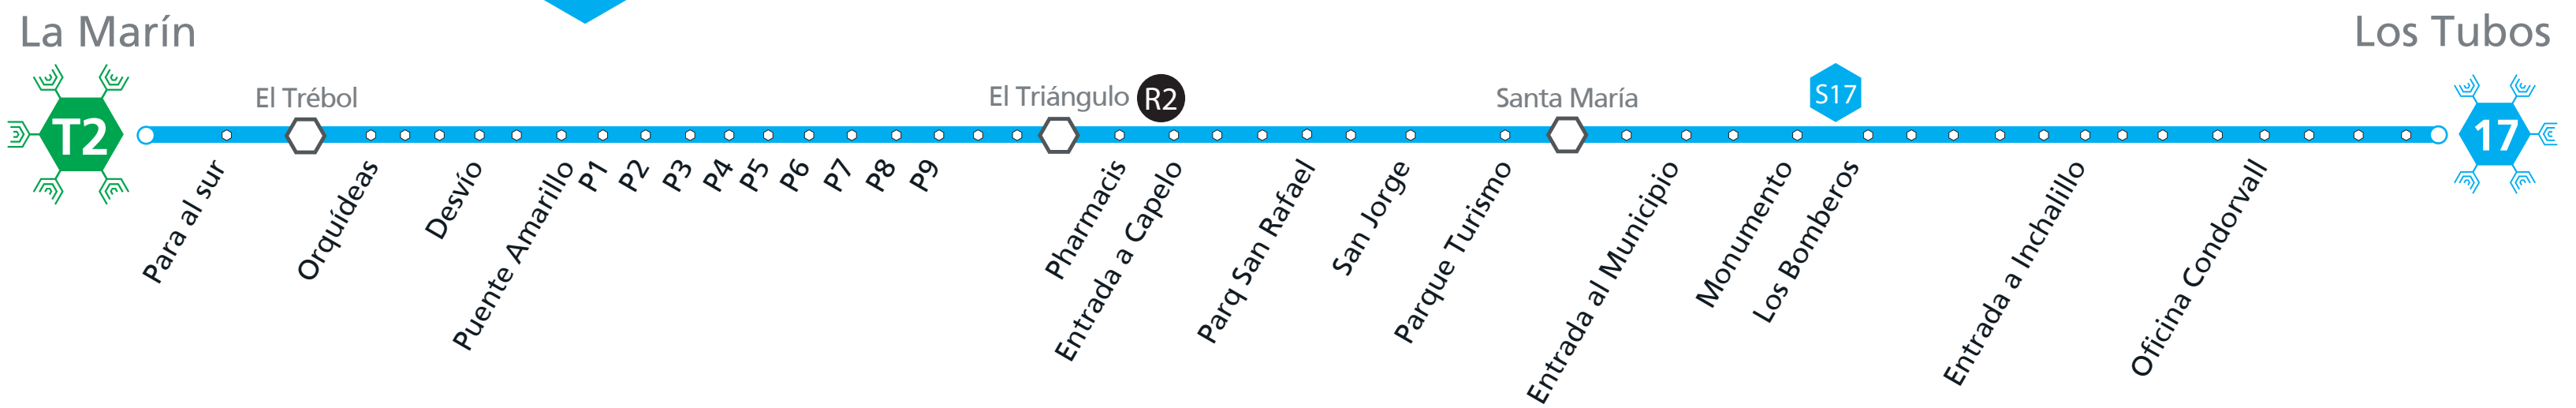 La Marín
Los Tubos
T2
El Trébol
El Triángulo
R2
Santa María
S17
17
Para al sur
Orquídeas
Desvío
Puente Amarillo
P1
P2
P3
P4
P5
P6
P7
P8
P9
Pharmacis
Entrada a Capelo
Parq San Rafael
San Jorge
Parque Turismo
Entrada al Municipio
Monumento
Los Bomberos
Entrada a Inchalillo
Oficina Condorvall